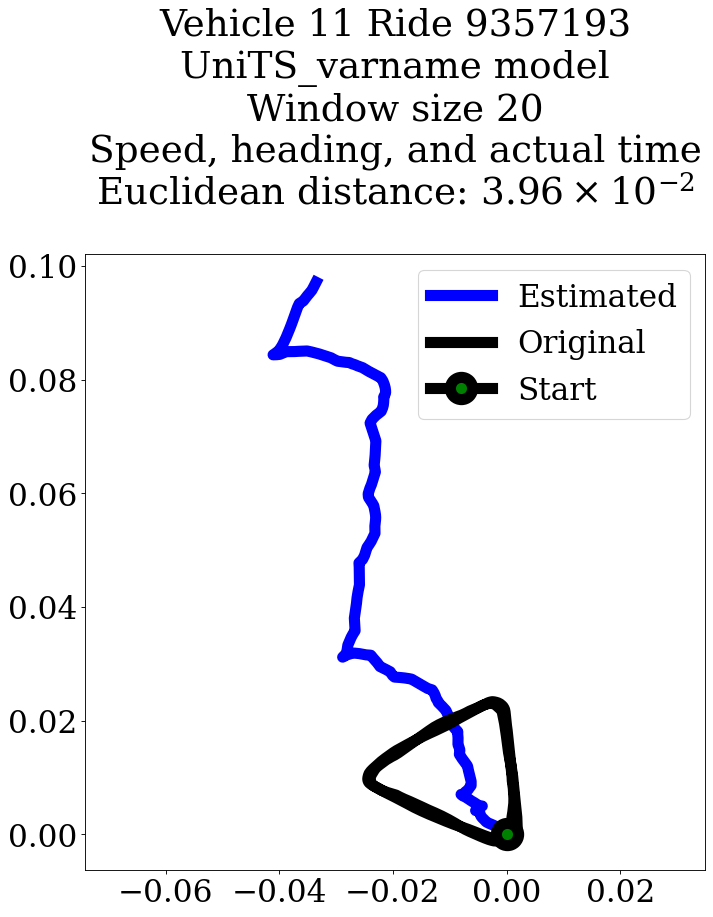 Vehicle 11 Ride 9357193
UniTS_varname model
Window size 20
Speed, heading, and actual time
Euclidean distance: 3.96 × 10⁻²
0.10
0.08
0.06
0.04
0.02
0.00
Estimated
Original
Start
−0.06 −0.04 −0.02 0.00 0.02